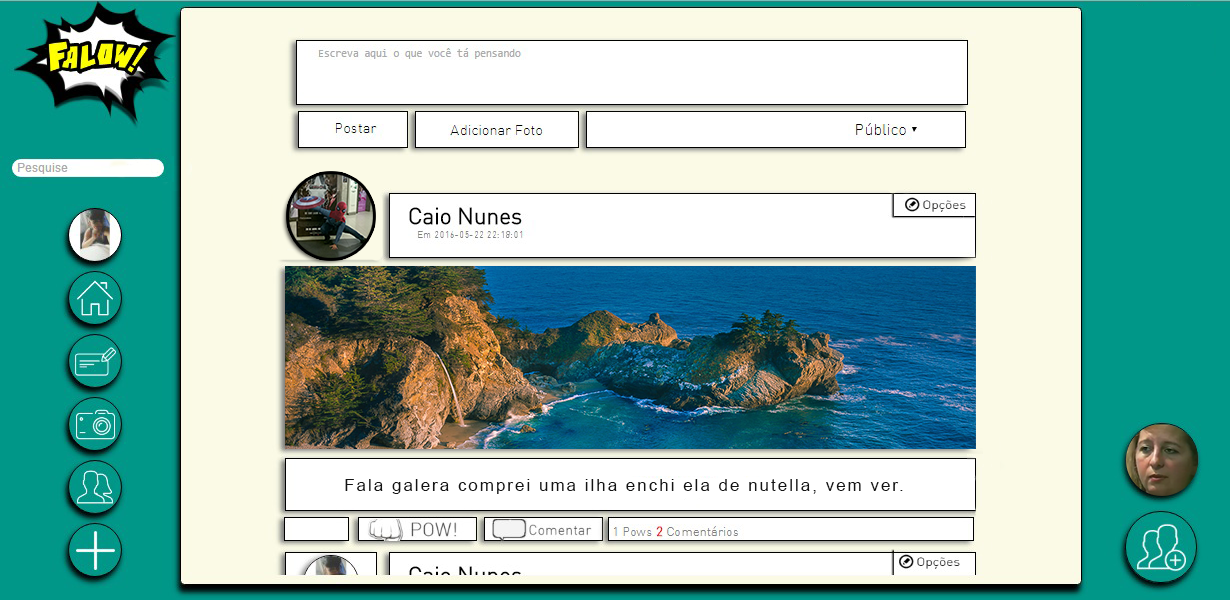 FALOW!
Pesquise
Escreva aqui o que você tá pensando
Postar
Adicionar Foto
Público ▾
Caio Nunes
Em 2016-05-22 22:18:01
Opções
Fala galera comprei uma ilha enchi ela de nutella, vem ver.
POW!
Comentar
1 Pows 2 Comentários
Caio Nunes
Opções